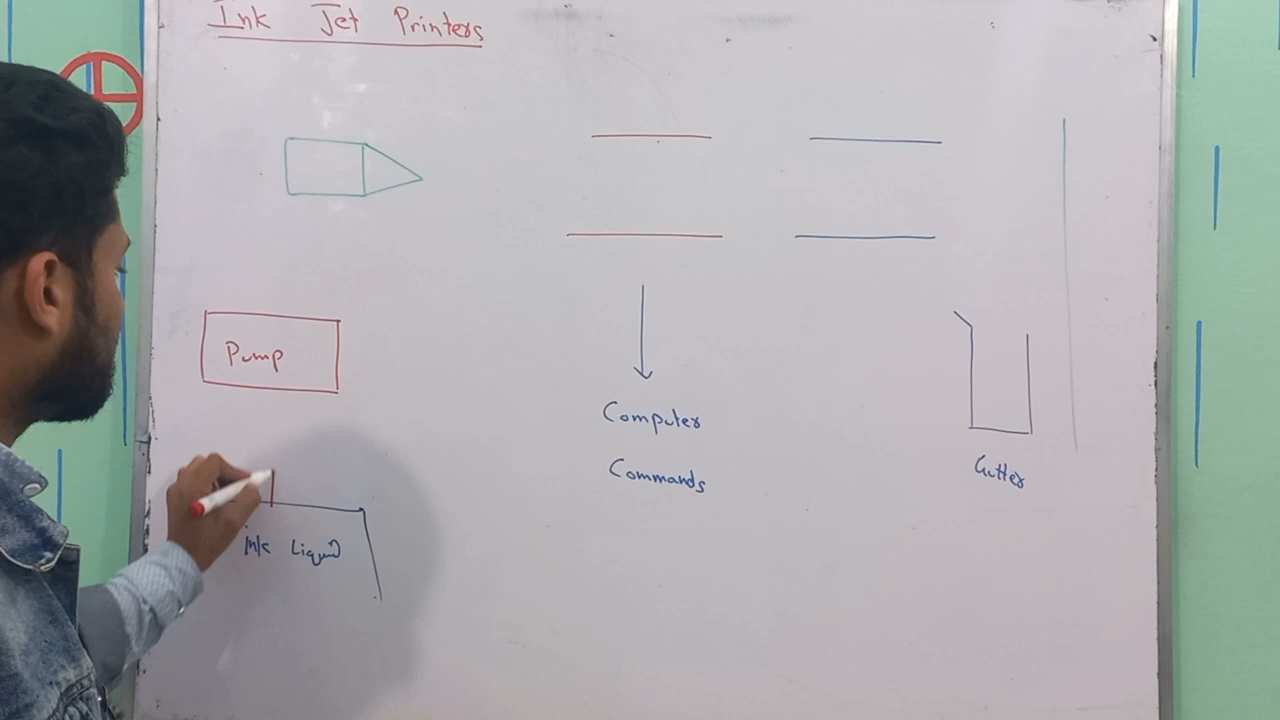 Ink Jet Printers
Pump
Computer
Commands
Gutter
Ink Liquid